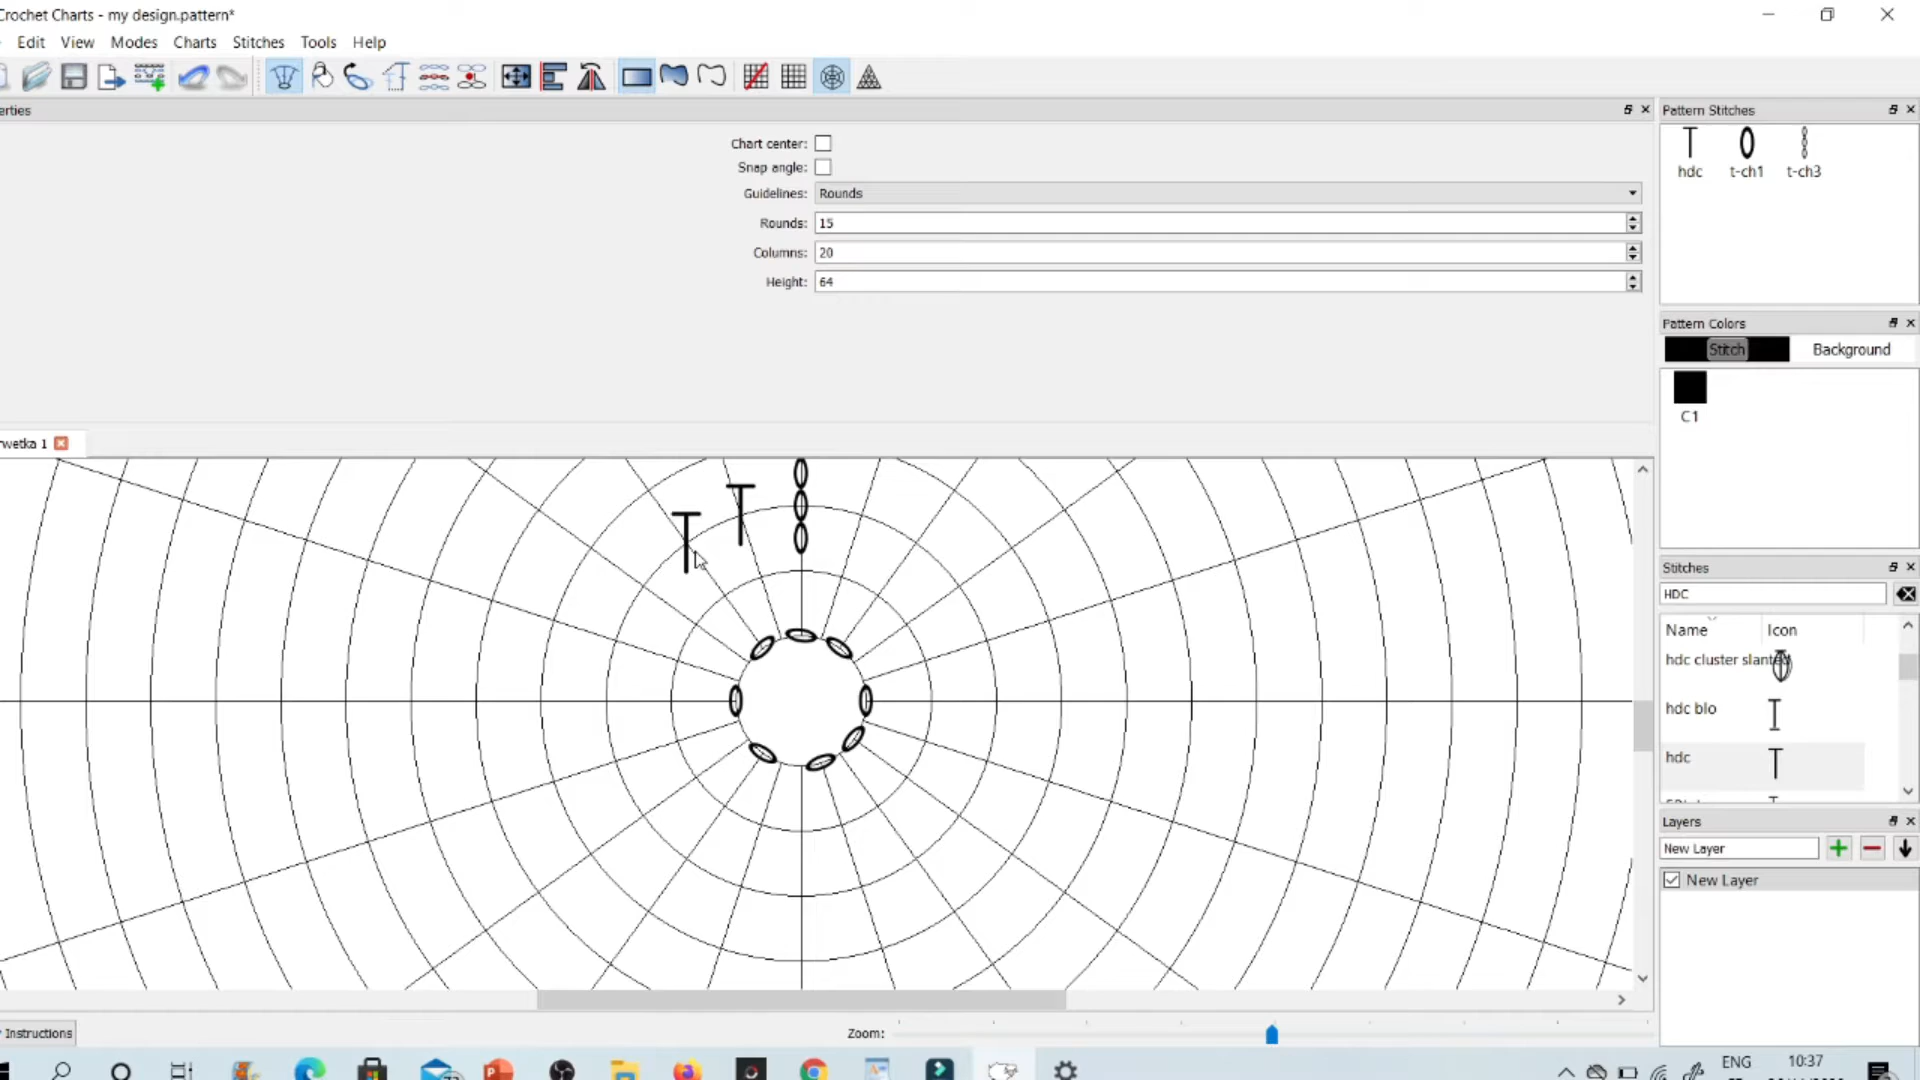 Crochet Charts - my design.pattern*
Edit View Modes Charts Stitches Tools Help
erties
Chart center:
Snap angle:
Guidelines: Rounds
Rounds: 15
Columns: 20
Height: 64
rwetka 1
Pattern Stitches
hdc t-ch1 t-ch3
Pattern Colors
Stitch Background
C1
Stitches
HDC
Name Icon
hdc cluster slanted
hdc blo
hdc
Layers
New Layer
New Layer
Instructions
Zoom:
ENG 10:37